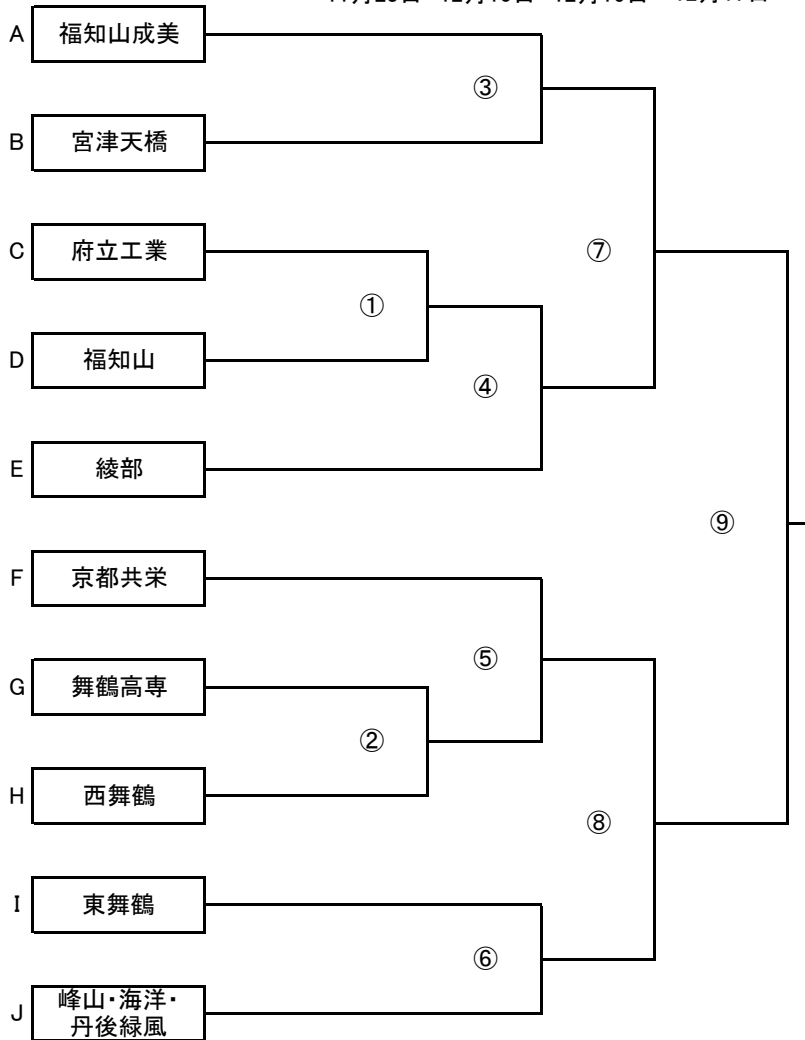 A 福知山成美
③
B 宮津天橋
C 府立工業
⑦
①
D 福知山
④
E 綾部
⑨
F 京都共栄
⑤
G 舞鶴高専
②
H 西舞鶴
⑧
I 東舞鶴
⑥
J 峰山・海洋・
丹後緑風